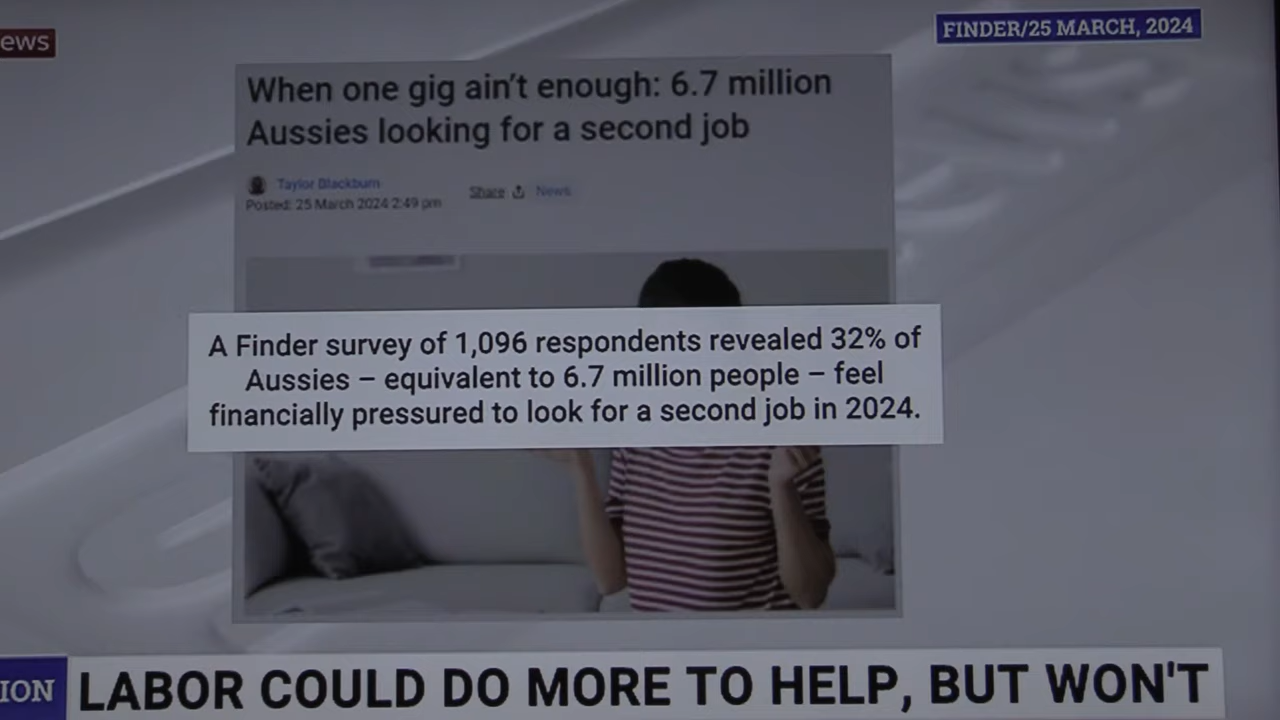 ews
FINDER/25 MARCH, 2024
When one gig ain't enough: 6.7 million
Aussies looking for a second job
Taylor Blackburn
Share News
Posted: 25 March 2024 2:49 pm
A Finder survey of 1,096 respondents revealed 32% of
Aussies – equivalent to 6.7 million people – feel
financially pressured to look for a second job in 2024.
ION
LABOR COULD DO MORE TO HELP, BUT WON'T